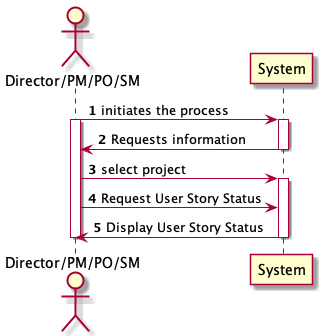 Director/PM/PO/SM
System
1 initiates the process
2 Requests information
3 select project
4 Request User Story Status
5 Display User Story Status
Director/PM/PO/SM
System